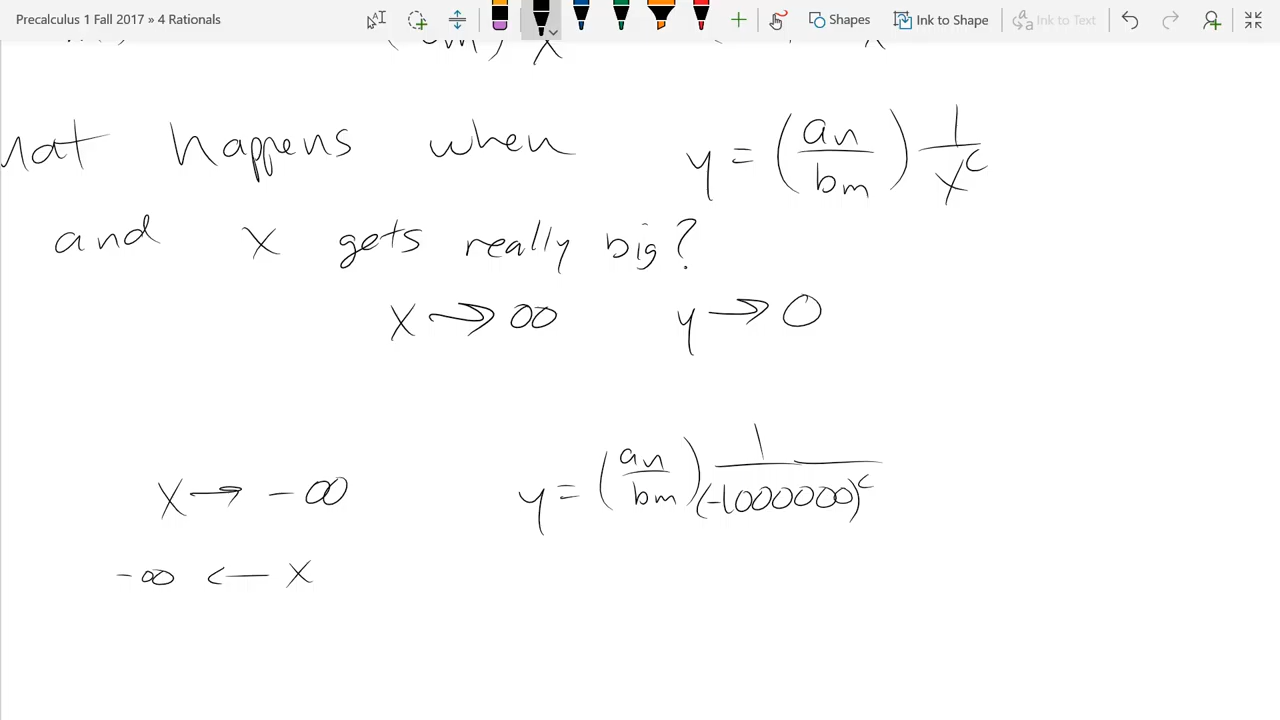 Precalculus 1 Fall 2017 » 4 Rationals Shapes Ink to Shape Ink to Text
hat happens when y = (an/bm) 1/x^c
and x gets really big?
x → ∞ y → 0
x → -∞ y = (an/bm) 1/(-1000000)^c
-∞ ← x